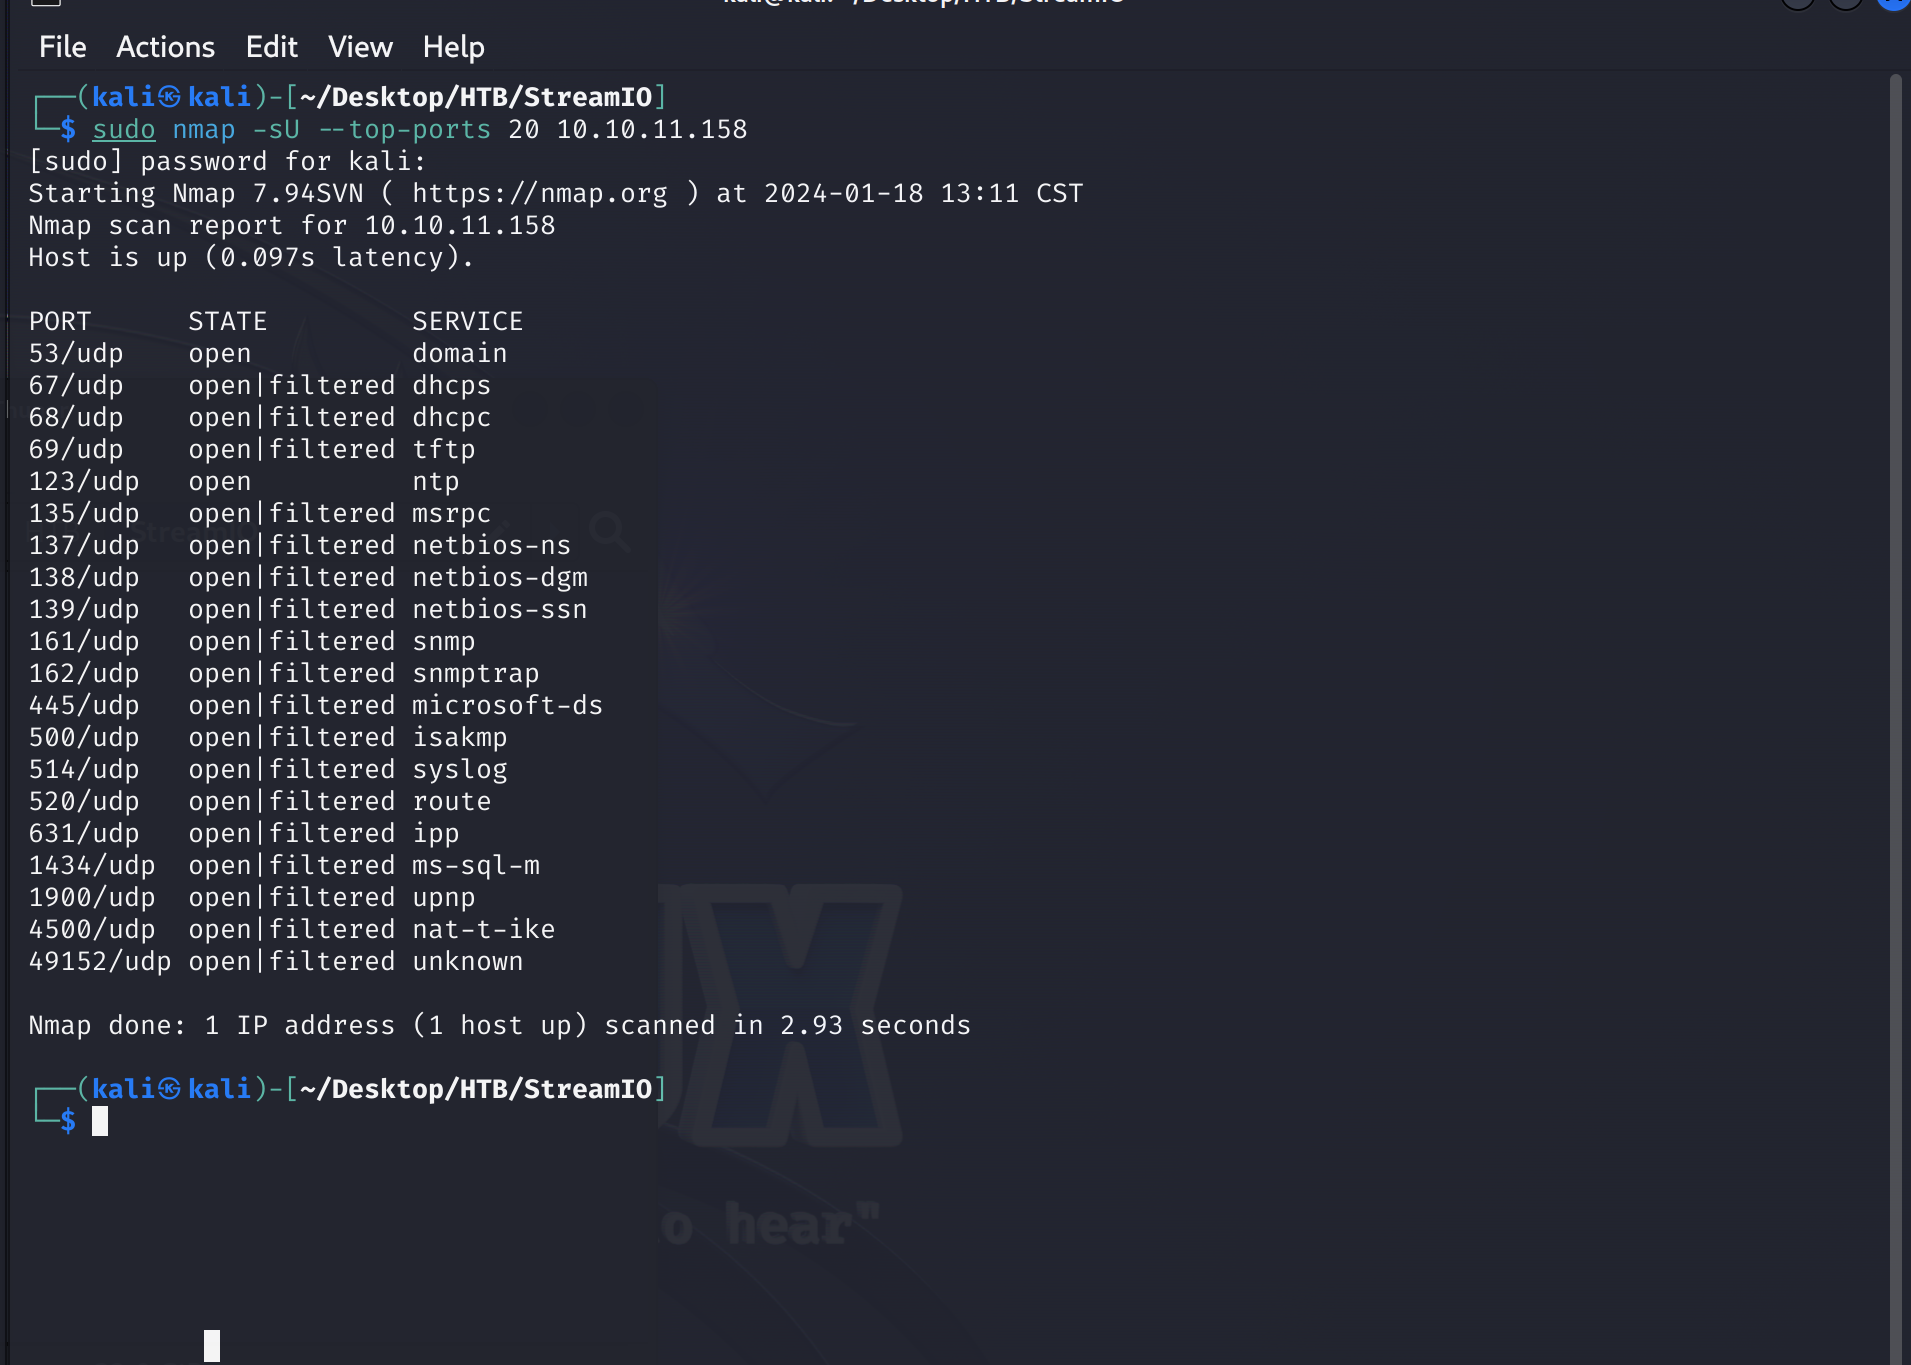 kali@kali: ~/Desktop/HTB/StreamIO
File Actions Edit View Help
(kali㉿kali)-[~/Desktop/HTB/StreamIO]
$ sudo nmap -sU --top-ports 20 10.10.11.158
[sudo] password for kali:
Starting Nmap 7.94SVN ( https://nmap.org ) at 2024-01-18 13:11 CST
Nmap scan report for 10.10.11.158
Host is up (0.097s latency).
PORT STATE SERVICE
53/udp open domain
67/udp open|filtered dhcps
68/udp open|filtered dhcpc
69/udp open|filtered tftp
123/udp open ntp
135/udp open|filtered msrpc
137/udp open|filtered netbios-ns
138/udp open|filtered netbios-dgm
139/udp open|filtered netbios-ssn
161/udp open|filtered snmp
162/udp open|filtered snmptrap
445/udp open|filtered microsoft-ds
500/udp open|filtered isakmp
514/udp open|filtered syslog
520/udp open|filtered route
631/udp open|filtered ipp
1434/udp open|filtered ms-sql-m
1900/udp open|filtered upnp
4500/udp open|filtered nat-t-ike
49152/udp open|filtered unknown
Nmap done: 1 IP address (1 host up) scanned in 2.93 seconds
(kali㉿kali)-[~/Desktop/HTB/StreamIO]
$
X
o hear"